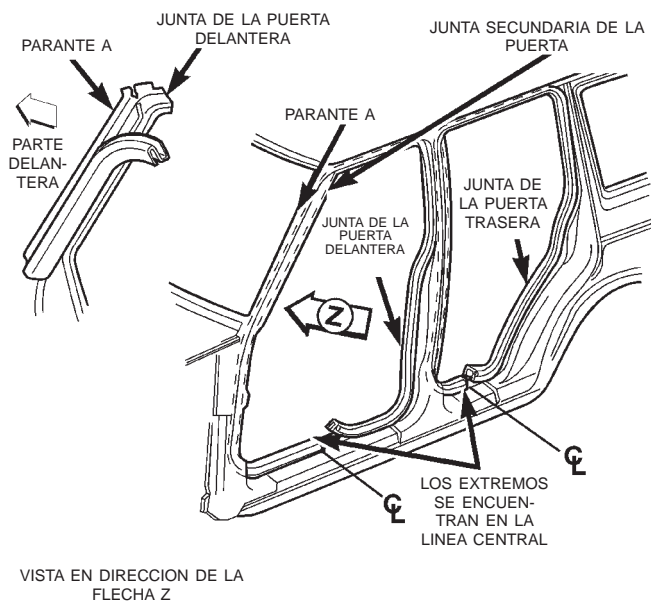 PARANTE A
JUNTA DE LA PUERTA
DELANTERA
PARTE
DELAN-
TERA
JUNTA SECUNDARIA DE LA
PUERTA
PARANTE A
JUNTA DE LA
PUERTA
DELANTERA
JUNTA DE
LA PUERTA
TRASERA
Z
℄
℄
LOS EXTREMOS
SE ENCUEN-
TRAN EN LA
LINEA CENTRAL
VISTA EN DIRECCION DE LA
FLECHA Z